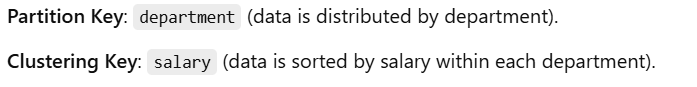 Partition Key: department (data is distributed by department).
Clustering Key: salary (data is sorted by salary within each department).